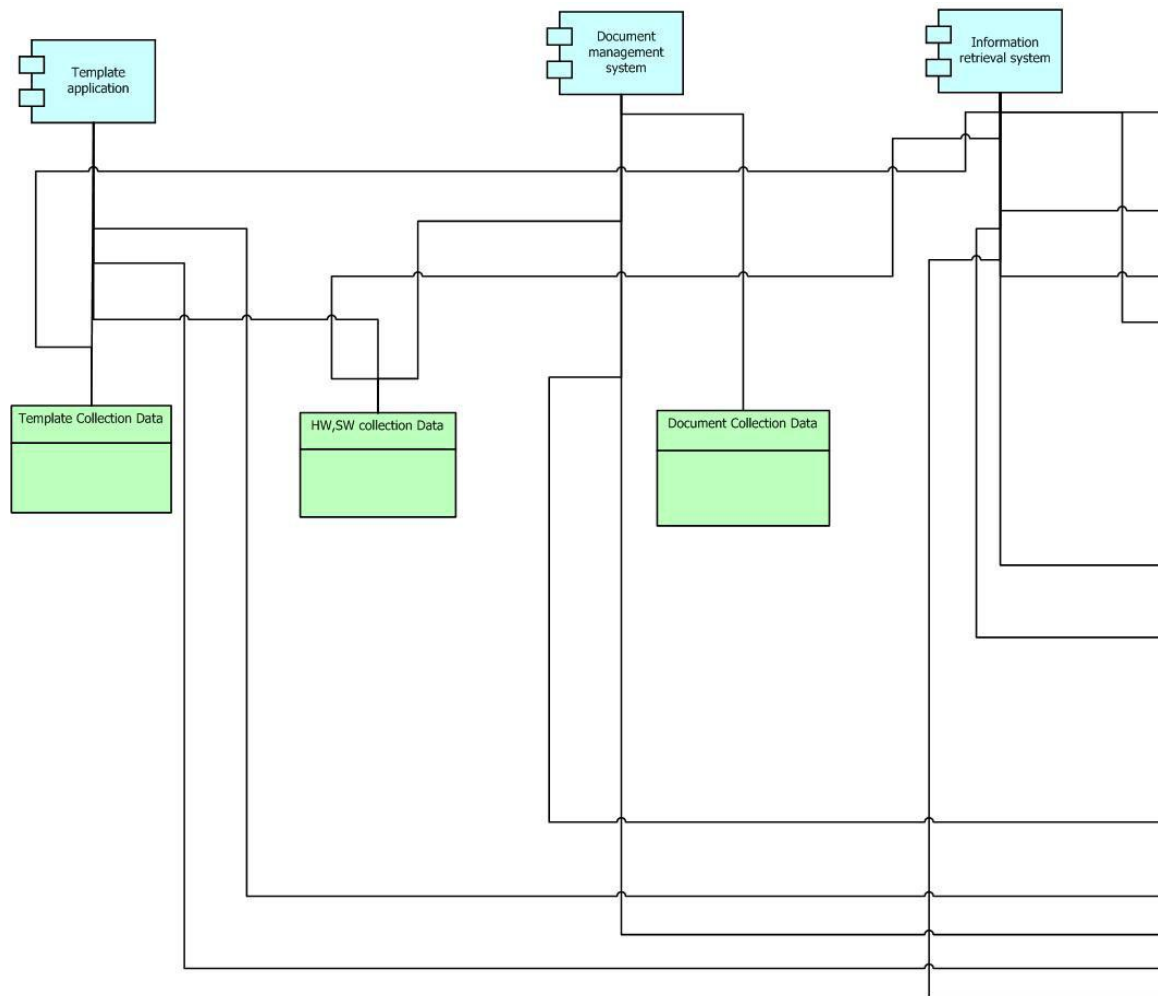 Template
application
Document
management
system
Information
retrieval system
Template Collection Data
HW,SW collection Data
Document Collection Data